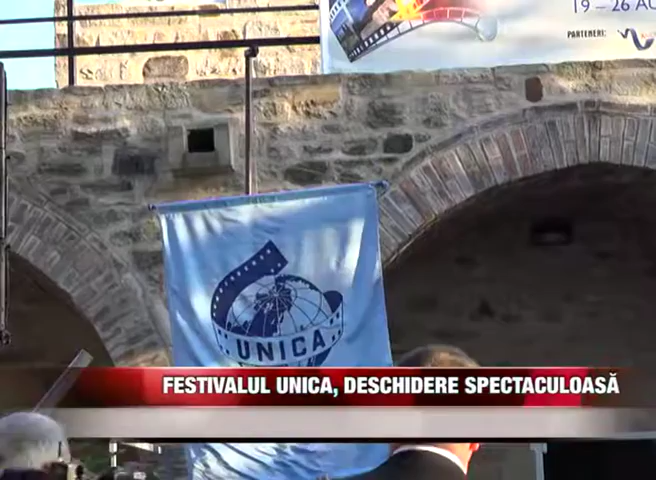 19-26 AU
PARTENERI:
UNICA
FESTIVALUL UNICA, DESCHIDERE SPECTACULOASĂ